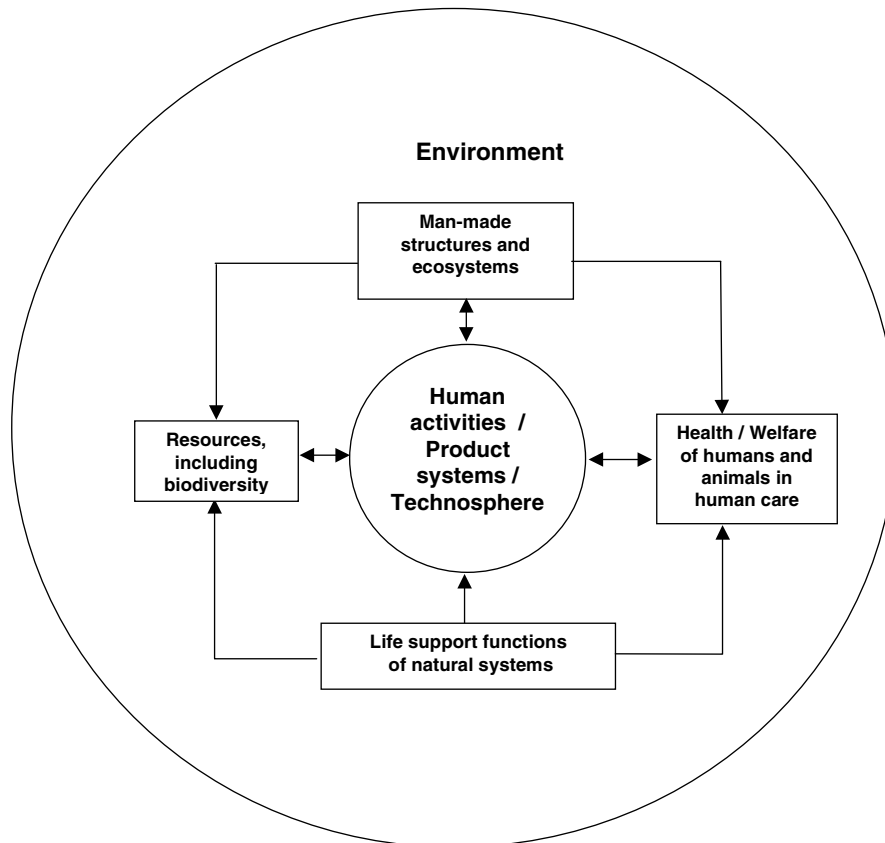 Environment
Man-made
structures and
ecosystems
Human
activities /
Product
systems /
Technosphere
Resources,
including
biodiversity
Health / Welfare
of humans and
animals in
human care
Life support functions
of natural systems